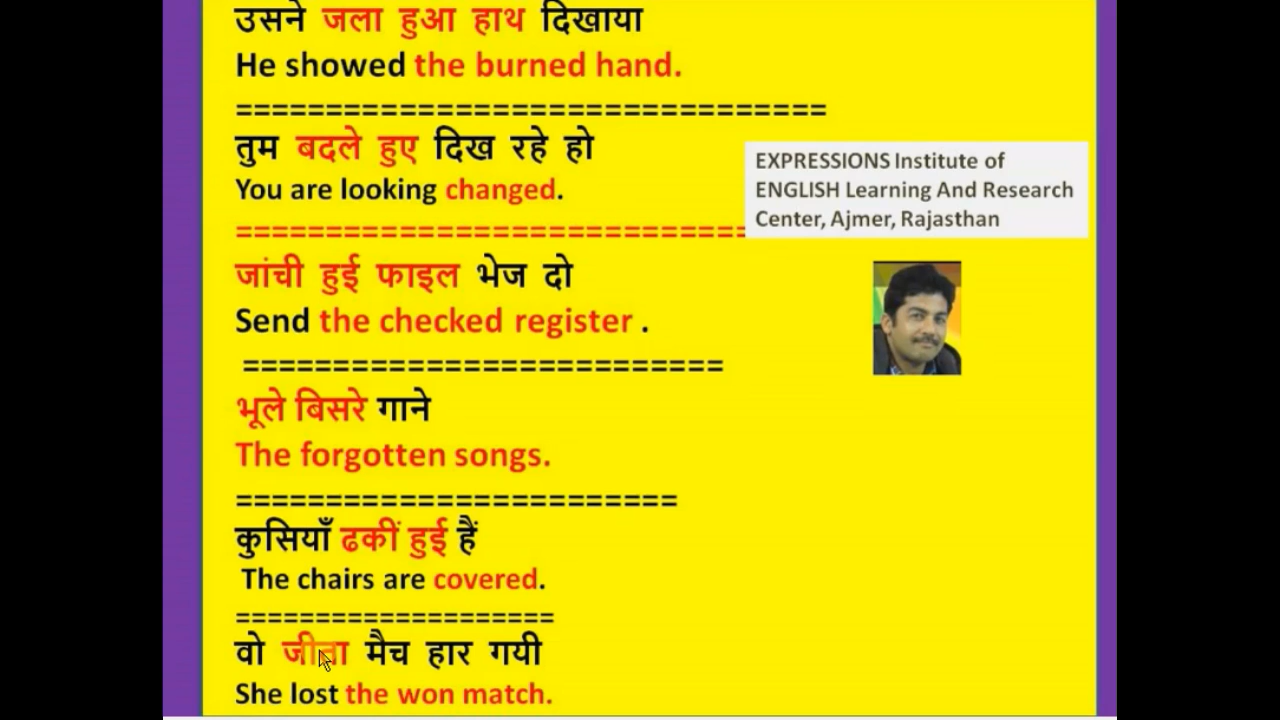 उसने जला हुआ हाथ दिखाया
He showed the burned hand.
===============================
तुम बदले हुए दिख रहे हो
You are looking changed.
===========================
जांची हुई फाइल भेज दो
Send the checked register .
=========================
भूले बिसरे गाने
The forgotten songs.
=======================
कुसियाँ ढकीं हुई हैं
The chairs are covered.
===================
वो जीता मैच हार गयी
She lost the won match.
EXPRESSIONS Institute of
ENGLISH Learning And Research
Center, Ajmer, Rajasthan